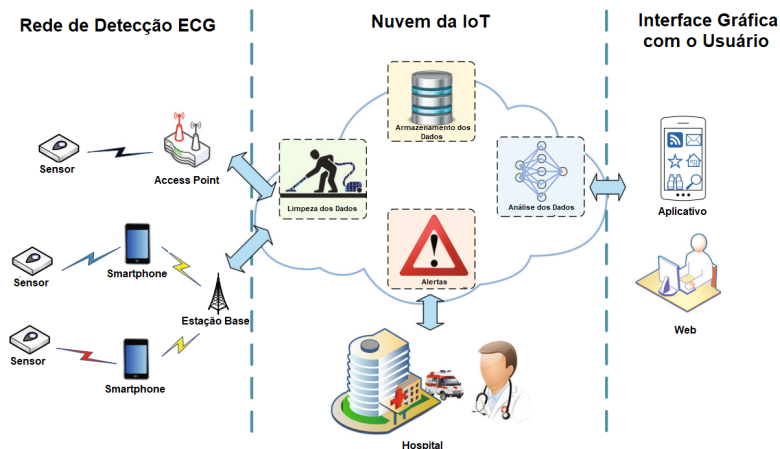 Rede de Detecção ECG
Nuvem da IoT
Interface Gráfica
com o Usuário
Armazenamento dos
Dados
Sensor
Access Point
Limpeza dos Dados
Análise dos Dados
Aplicativo
Sensor
Smartphone
Alertas
Estação Base
Web
Sensor
Smartphone
Hospital